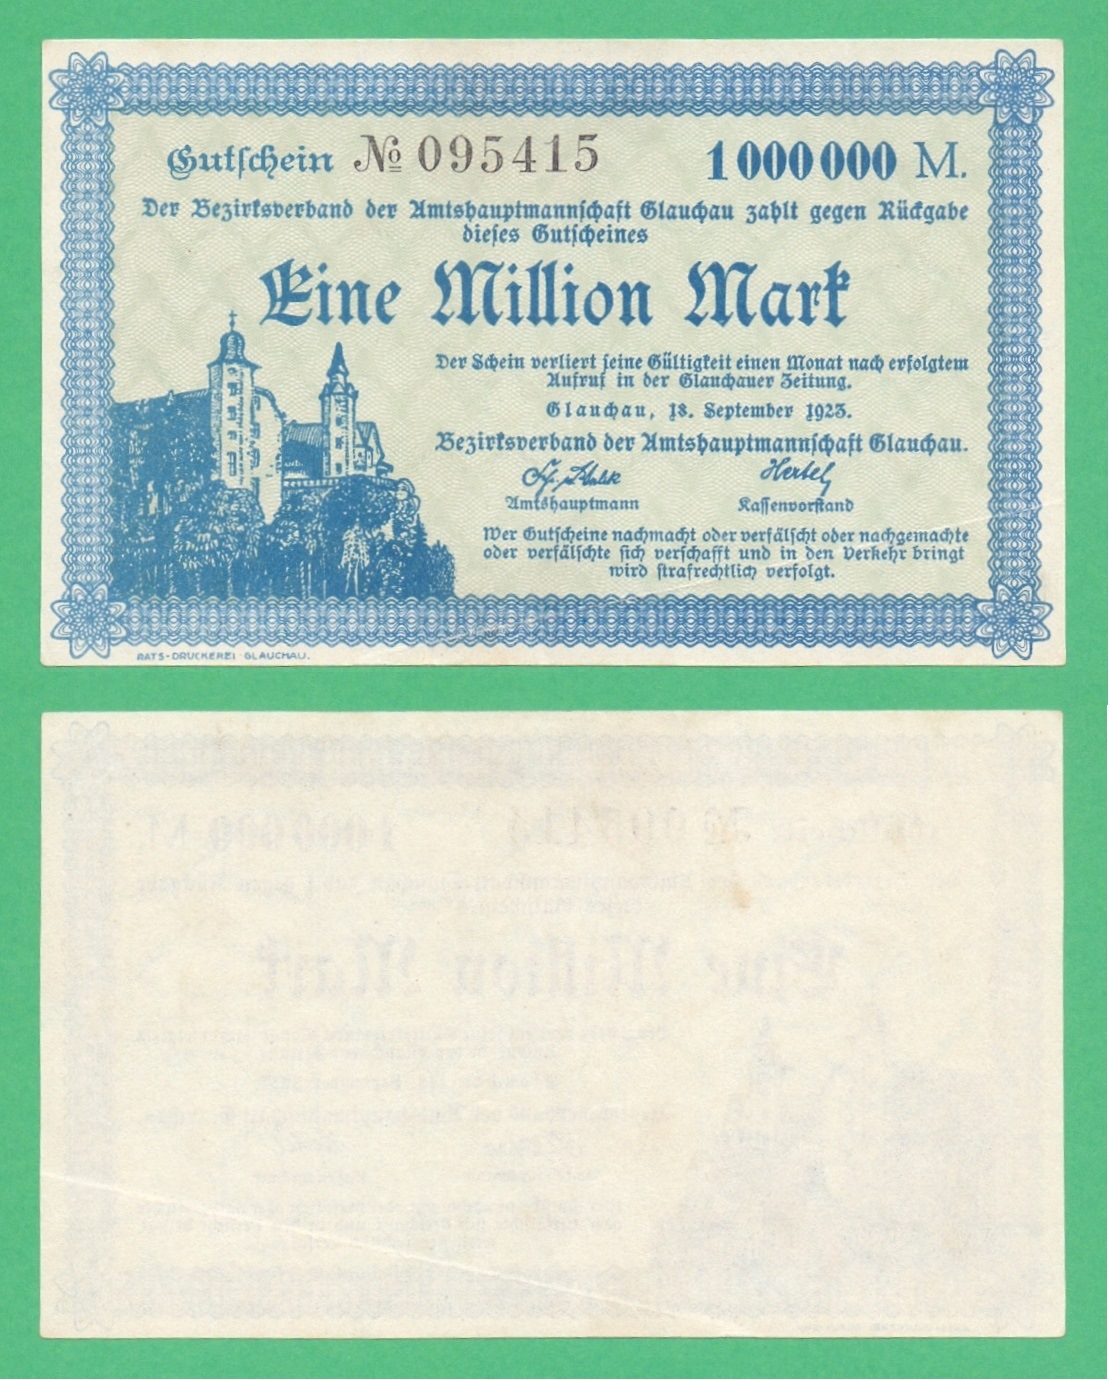 Gutschein № 095415 1 000 000 M.
Der Bezirksverband der Amtshauptmannschaft Glauchau zahlt gegen Rückgabe
dieses Gutscheines
Eine Million Mark
Der Schein verliert seine Gültigkeit einen Monat nach erfolgtem
Aufruf in der Glauchauer Zeitung.
Glauchau, 18. September 1923.
Bezirksverband der Amtshauptmannschaft Glauchau.
Hertel
Amtshauptmann Kassenvorstand
Wer Gutscheine nachmacht oder verfälscht oder nachgemachte
oder verfälschte sich verschafft und in den Verkehr bringt
wird strafrechtlich verfolgt.
RATS-DRUCKEREI GLAUCHAU.